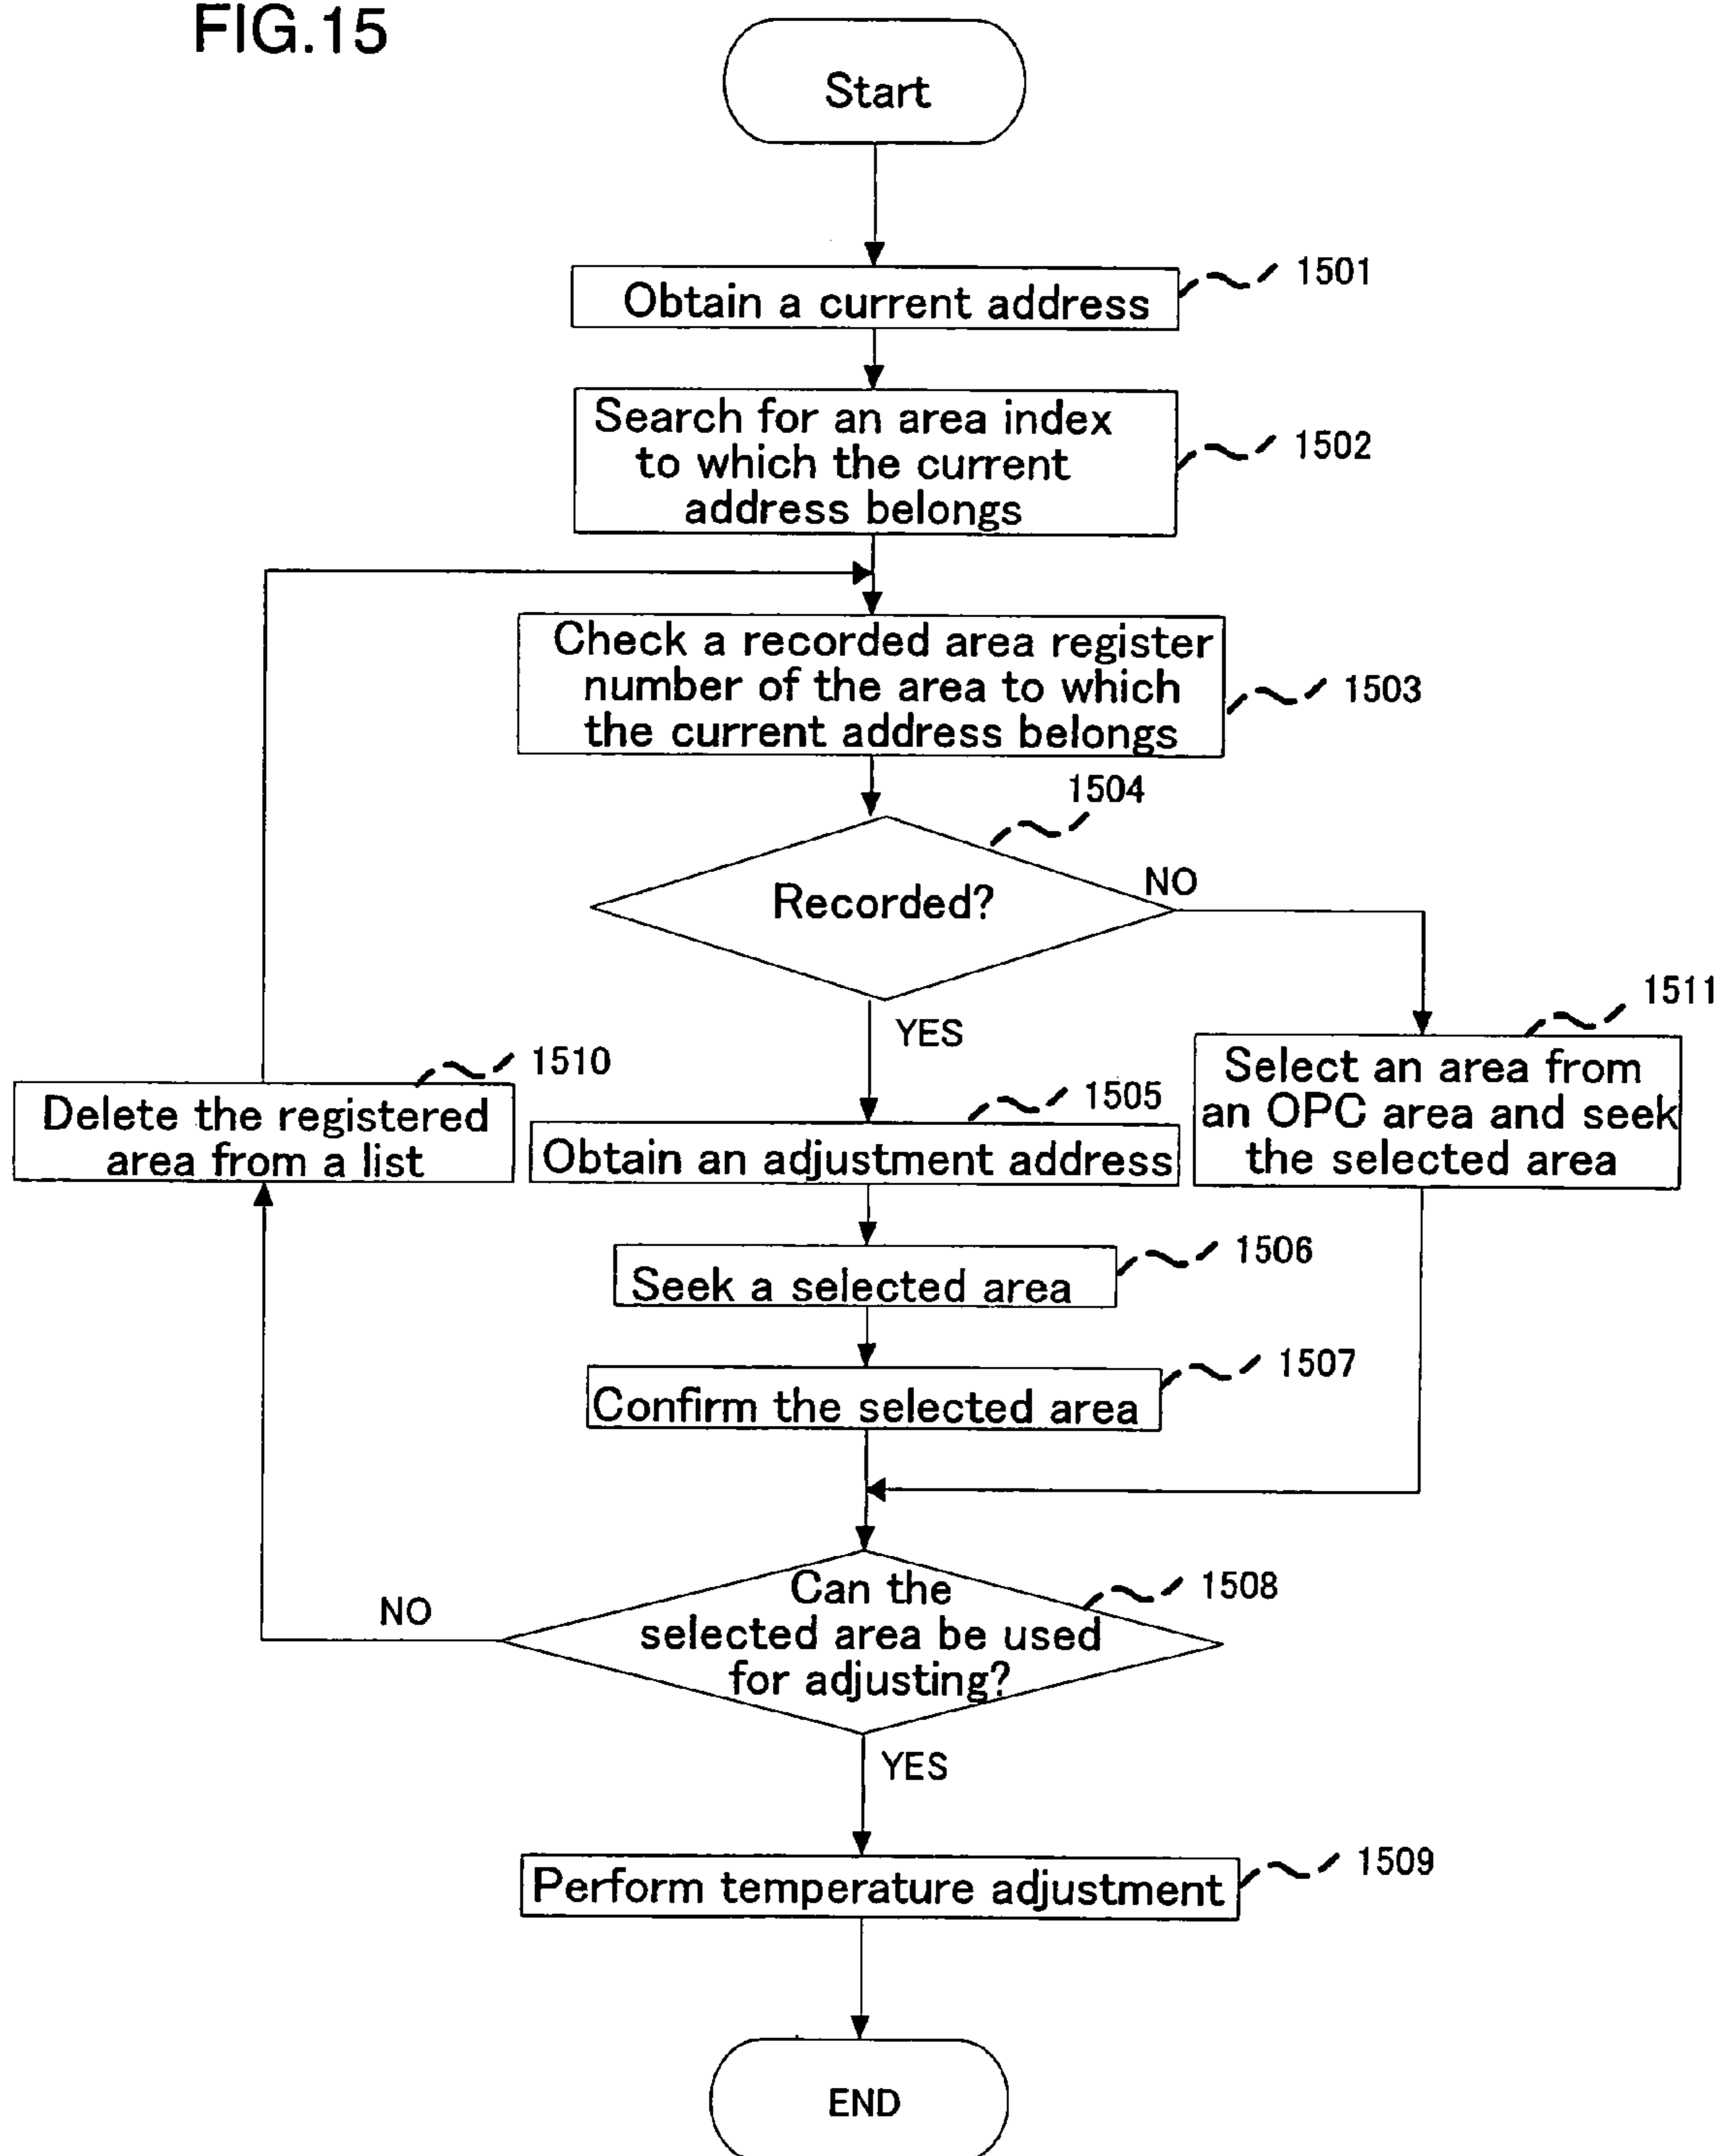 FIG.15
Start
Obtain a current address
1501
Search for an area index
to which the current
address belongs
1502
Check a recorded area register
number of the area to which
the current address belongs
1503
1504
Recorded?
NO
YES
1511
Select an area from
an OPC area and seek
the selected area
1510
Delete the registered
area from a list
1505
Obtain an adjustment address
Seek a selected area
1506
Confirm the selected area
1507
Can the
selected area be used
for adjusting?
1508
NO
YES
Perform temperature adjustment
1509
END